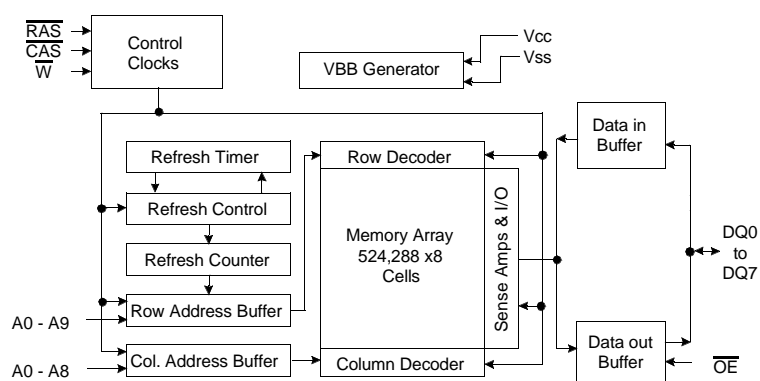 RAS
CAS
W
Control
Clocks
VBB Generator
Vcc
Vss
Data in
Buffer
Refresh Timer
Row Decoder
Refresh Control
Memory Array
524,288 x8
Cells
Sense Amps & I/O
DQ0
to
DQ7
Refresh Counter
Row Address Buffer
A0 - A9
Col. Address Buffer
A0 - A8
Column Decoder
Data out
Buffer
OE